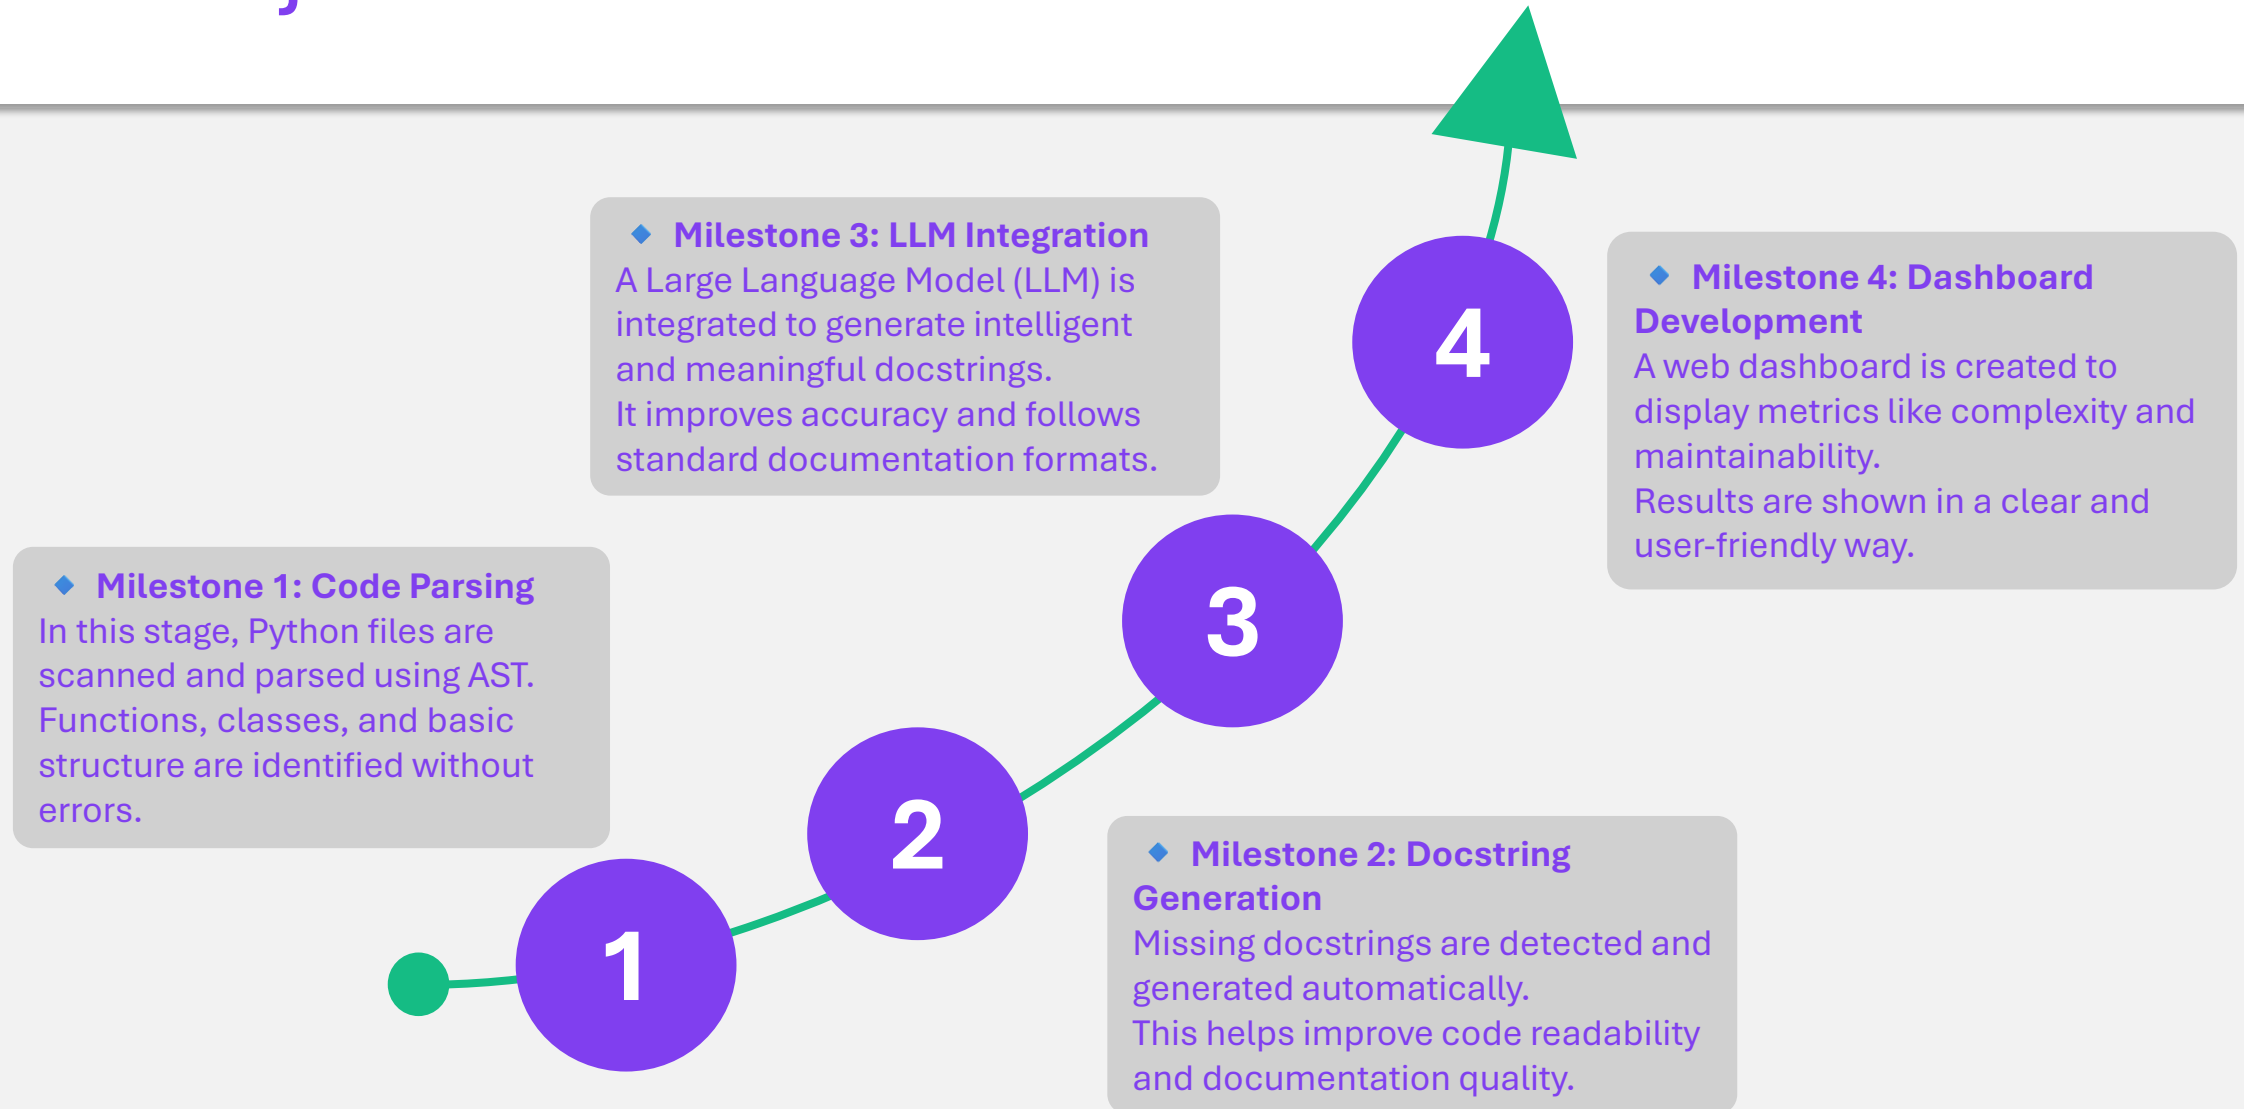 🔹 Milestone 1: Code Parsing
In this stage, Python files are
scanned and parsed using AST.
Functions, classes, and basic
structure are identified without
errors.
1
2
🔹 Milestone 2: Docstring
Generation
Missing docstrings are detected and
generated automatically.
This helps improve code readability
and documentation quality.
🔹 Milestone 3: LLM Integration
A Large Language Model (LLM) is
integrated to generate intelligent
and meaningful docstrings.
It improves accuracy and follows
standard documentation formats.
3
4
🔹 Milestone 4: Dashboard
Development
A web dashboard is created to
display metrics like complexity and
maintainability.
Results are shown in a clear and
user-friendly way.